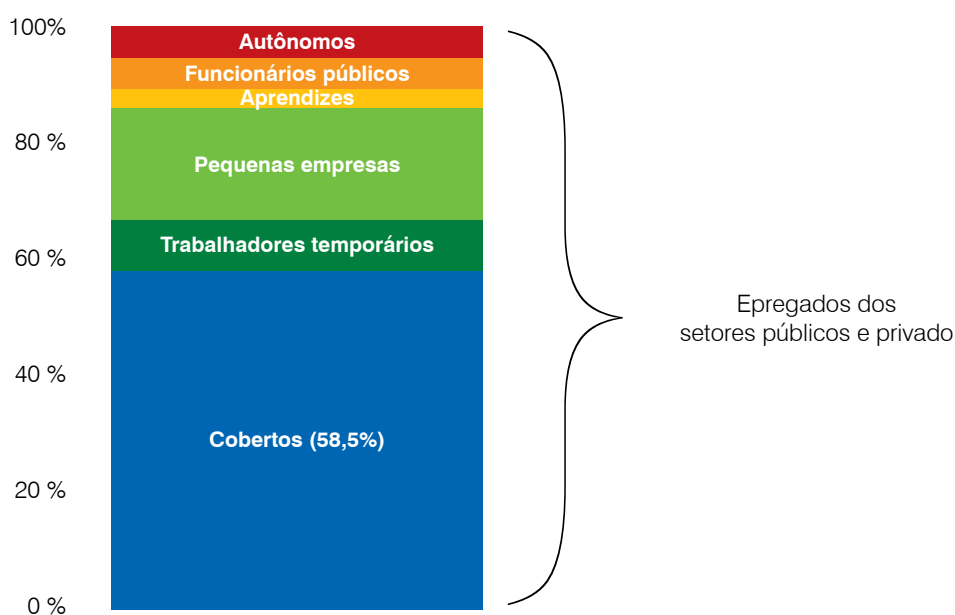 100%
Autônomos
Funcionários públicos
Aprendizes
80 %
Pequenas empresas
Trabalhadores temporários
60 %
Epregados dos
setores públicos e privado
40 %
Cobertos (58,5%)
20 %
0 %